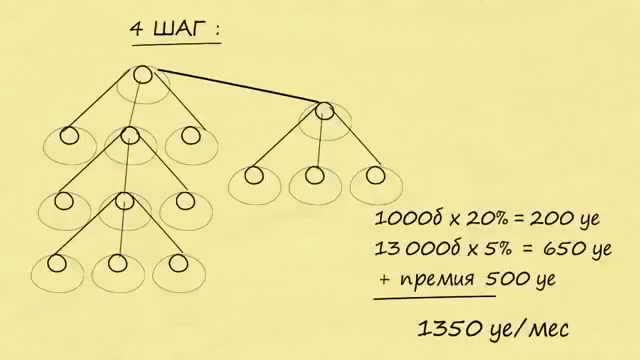 4 ШАГ :
1000б x 20% = 200 уе
13 000б x 5% = 650 уе
+ премия 500 уе
1350 уе/мес